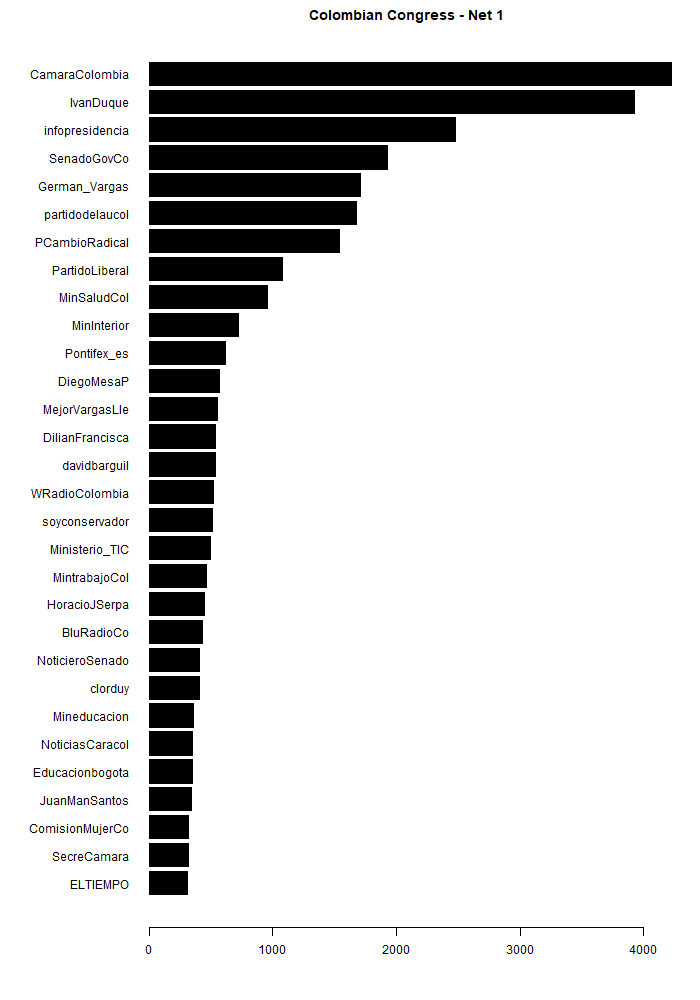 Colombian Congress - Net 1
CamaraColombia
IvanDuque
infopresidencia
SenadoGovCo
German_Vargas
partidodelaucol
PCambioRadical
PartidoLiberal
MinSaludCol
MinInterior
Pontifex_es
DiegoMesaP
MejorVargasLle
DilianFrancisca
davidbarguil
WRadioColombia
soyconservador
Ministerio_TIC
MintrabajoCol
HoracioJSerpa
BluRadioCo
NoticieroSenado
clorduy
Mineducacion
NoticiasCaracol
Educacionbogota
JuanManSantos
ComisionMujerCo
SecreCamara
ELTIEMPO
0 1000 2000 3000 4000